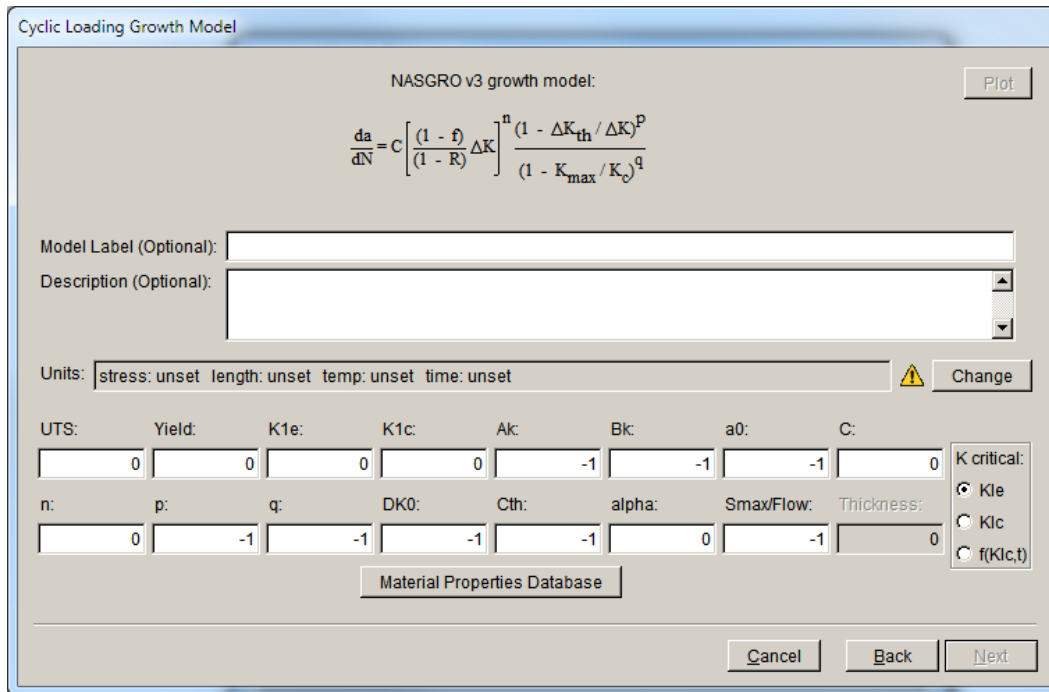 Cyclic Loading Growth Model
NASGRO v3 growth model:
Plot
da/dN = C[(1 - f)/(1 - R) ΔK]^n (1 - ΔK_th / ΔK)^p / (1 - K_max / K_c)^q
Model Label (Optional):
Description (Optional):
Units: stress: unset length: unset temp: unset time: unset Change
UTS: Yield: K1e: K1c: Ak: Bk: a0: C:
0 0 0 0 -1 -1 -1 0
n: p: q: DK0: Cth: alpha: Smax/Flow: Thickness:
0 -1 -1 -1 -1 0 -1 0
K critical:
KIe
KIc
f(KIc,t)
Material Properties Database
Cancel Back Next